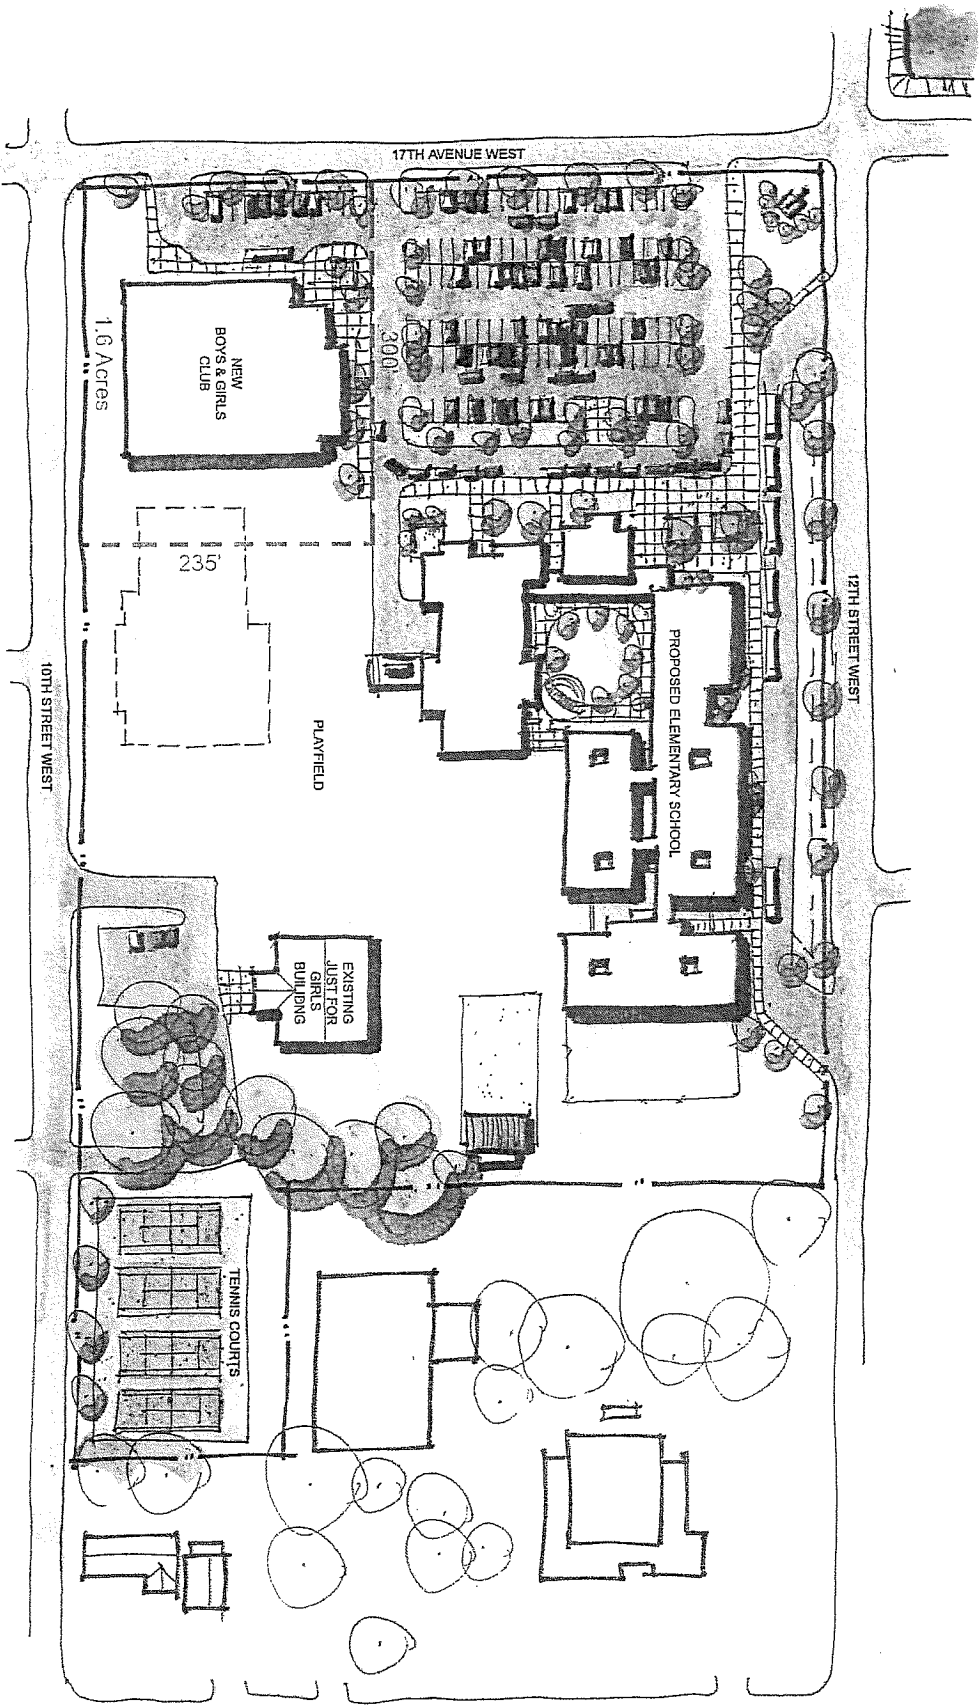 17TH AVENUE WEST
NEW
BOYS & GIRLS
CLUB
1.6 Acres
300'
235'
12TH STREET WEST
PROPOSED ELEMENTARY SCHOOL
PLAYFIELD
10TH STREET WEST
EXISTING
JUST FOR
GIRLS
BUILIDING
TENNIS COURTS